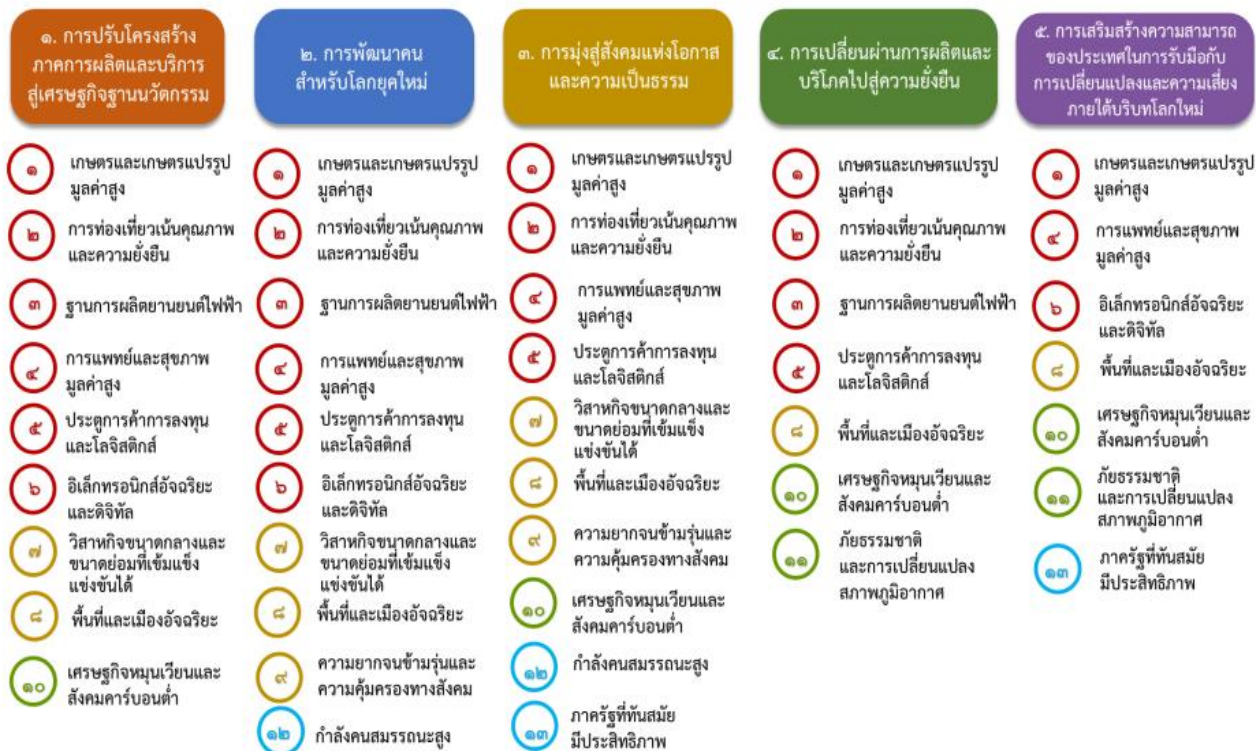 ๑. การปรับโครงสร้าง
ภาคการผลิตและบริการ
สู่เศรษฐกิจฐานนวัตกรรม
๑
เกษตรและเกษตรแปรรูป
มูลค่าสูง
๒
การท่องเที่ยวเน้นคุณภาพ
และความยั่งยืน
๓
ฐานการผลิตยานยนต์ไฟฟ้า
๔
การแพทย์และสุขภาพ
มูลค่าสูง
๕
ประตูการค้าการลงทุน
และโลจิสติกส์
๖
อิเล็กทรอนิกส์อัจฉริยะ
และดิจิทัล
๗
วิสาหกิจขนาดกลางและ
ขนาดย่อมที่เข้มแข็ง
แข่งขันได้
๘
พื้นที่และเมืองอัจฉริยะ
๑๐
เศรษฐกิจหมุนเวียนและ
สังคมคาร์บอนต่ำ
๒. การพัฒนาคน
สำหรับโลกยุคใหม่
๑
เกษตรและเกษตรแปรรูป
มูลค่าสูง
๒
การท่องเที่ยวเน้นคุณภาพ
และความยั่งยืน
๓
ฐานการผลิตยานยนต์ไฟฟ้า
๔
การแพทย์และสุขภาพ
มูลค่าสูง
๕
ประตูการค้าการลงทุน
และโลจิสติกส์
๖
อิเล็กทรอนิกส์อัจฉริยะ
และดิจิทัล
๗
วิสาหกิจขนาดกลางและ
ขนาดย่อมที่เข้มแข็ง
แข่งขันได้
๘
พื้นที่และเมืองอัจฉริยะ
๙
ความยากจนข้ามรุ่นและ
ความคุ้มครองทางสังคม
๑๒
กำลังคนสมรรถนะสูง
๓. การมุ่งสู่สังคมแห่งโอกาส
และความเป็นธรรม
๑
เกษตรและเกษตรแปรรูป
มูลค่าสูง
๒
การท่องเที่ยวเน้นคุณภาพ
และความยั่งยืน
๔
การแพทย์และสุขภาพ
มูลค่าสูง
๕
ประตูการค้าการลงทุน
และโลจิสติกส์
๗
วิสาหกิจขนาดกลางและ
ขนาดย่อมที่เข้มแข็ง
แข่งขันได้
๘
พื้นที่และเมืองอัจฉริยะ
๙
ความยากจนข้ามรุ่นและ
ความคุ้มครองทางสังคม
๑๐
เศรษฐกิจหมุนเวียนและ
สังคมคาร์บอนต่ำ
๑๒
กำลังคนสมรรถนะสูง
๑๓
ภาครัฐที่ทันสมัย
มีประสิทธิภาพ
๔. การเปลี่ยนผ่านการผลิตและ
บริโภคไปสู่ความยั่งยืน
๑
เกษตรและเกษตรแปรรูป
มูลค่าสูง
๒
การท่องเที่ยวเน้นคุณภาพ
และความยั่งยืน
๓
ฐานการผลิตยานยนต์ไฟฟ้า
๕
ประตูการค้าการลงทุน
และโลจิสติกส์
๘
พื้นที่และเมืองอัจฉริยะ
๑๐
เศรษฐกิจหมุนเวียนและ
สังคมคาร์บอนต่ำ
๑๑
ภัยธรรมชาติ
และการเปลี่ยนแปลง
สภาพภูมิอากาศ
๕. การเสริมสร้างความสามารถ
ของประเทศในการรับมือกับ
การเปลี่ยนแปลงและความเสี่ยง
ภายใต้บริบทโลกใหม่
๑
เกษตรและเกษตรแปรรูป
มูลค่าสูง
๔
การแพทย์และสุขภาพ
มูลค่าสูง
๖
อิเล็กทรอนิกส์อัจฉริยะ
และดิจิทัล
๘
พื้นที่และเมืองอัจฉริยะ
๑๐
เศรษฐกิจหมุนเวียนและ
สังคมคาร์บอนต่ำ
๑๑
ภัยธรรมชาติ
และการเปลี่ยนแปลง
สภาพภูมิอากาศ
๑๓
ภาครัฐที่ทันสมัย
มีประสิทธิภาพ